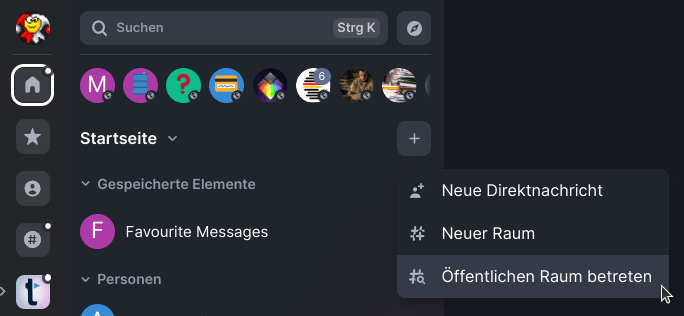 Suchen
Strg K
M
?
6
Startseite
Gespeicherte Elemente
F
Favourite Messages
Personen
A
Neue Direktnachricht
Neuer Raum
Öffentlichen Raum betreten
t